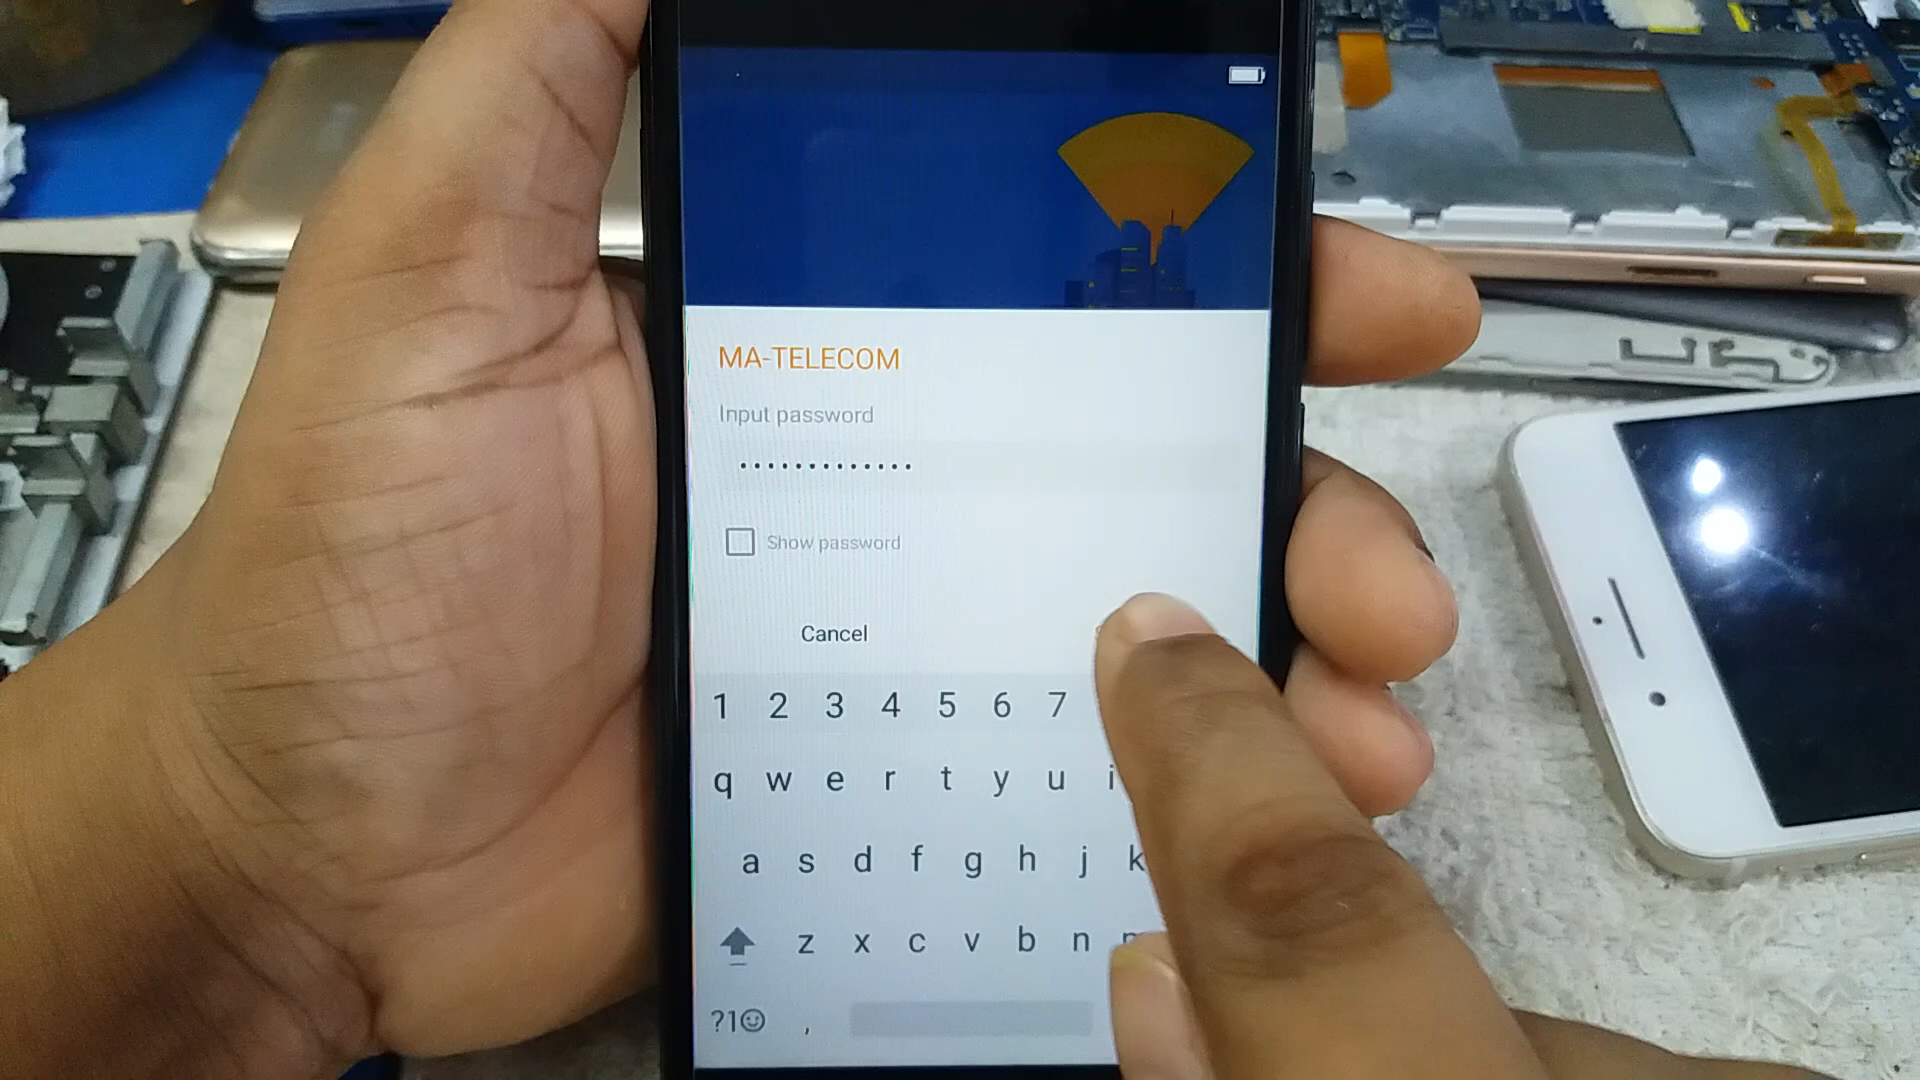 MA-TELECOM
Input password
••••••••••••• 
Show password
Cancel
1 2 3 4 5 6 7
q w e r t y u i
a s d f g h j k
z x c v b n
?1☺ ,